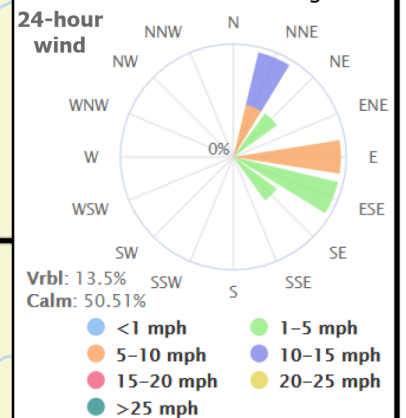 24-hour
wind
N
NNW
NNE
NW
NE
WNW
ENE
0%
W
E
WSW
ESE
SW
SE
Vrbl: 13.5%
SSW
SSE
Calm: 50.51%
S
<1 mph
1-5 mph
5-10 mph
10-15 mph
15-20 mph
20-25 mph
>25 mph